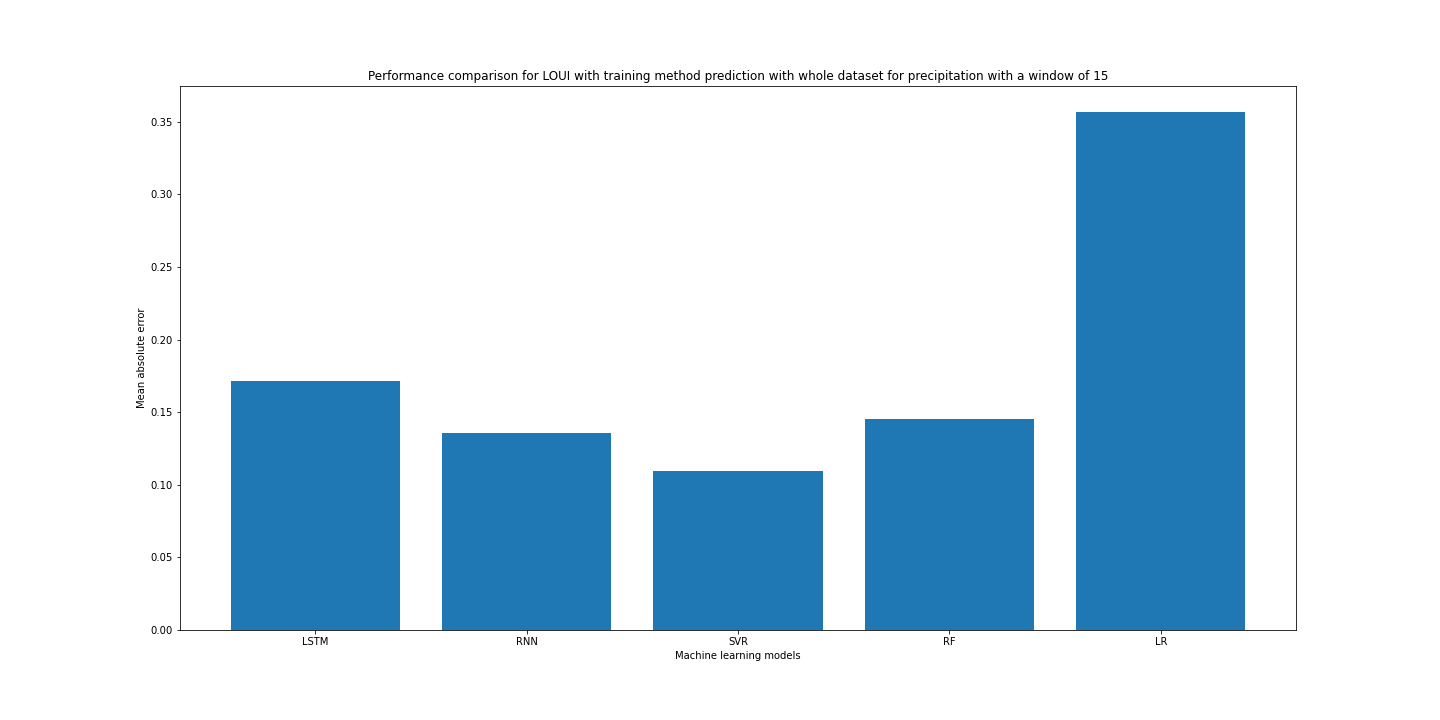 Performance comparison for LOUI with training method prediction with whole dataset for precipitation with a window of 15
0.35
0.30
0.25
0.20
0.15
0.10
0.05
0.00
Mean absolute error
LSTM RNN SVR RF LR
Machine learning models